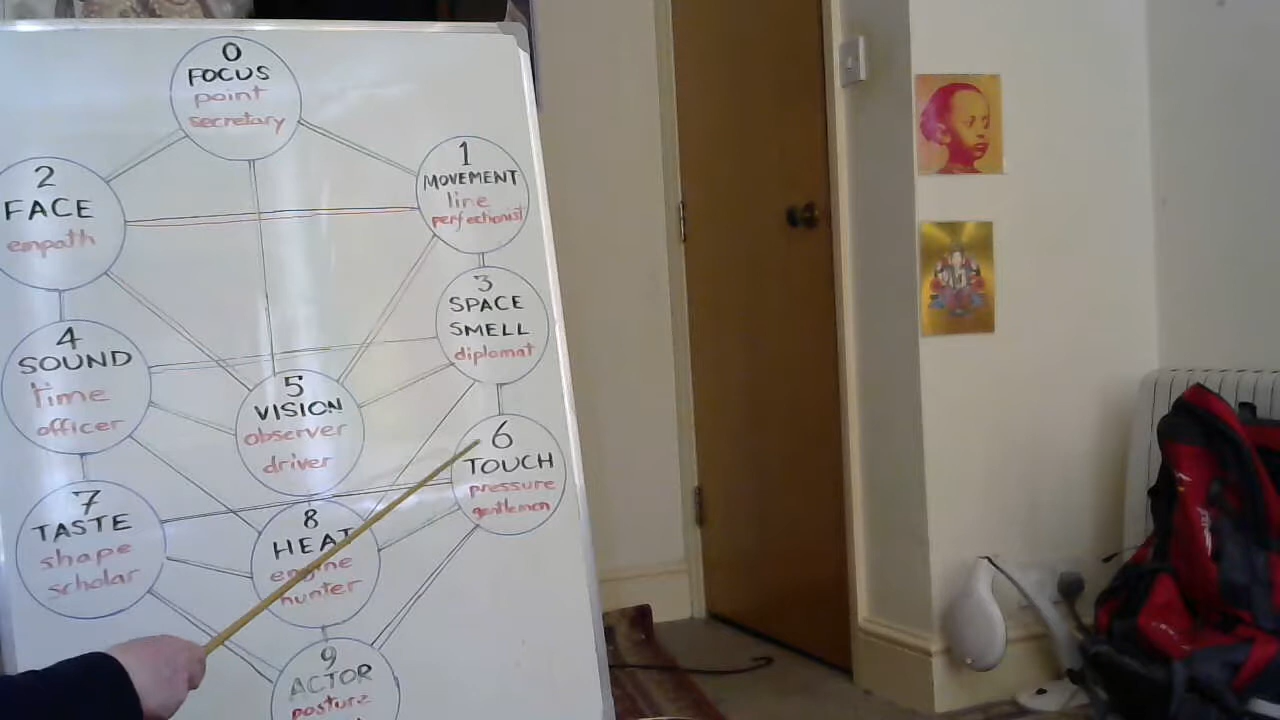 0
FOCUS
point
secretary
1
MOVEMENT
line
perfectionist
2
FACE
empath
3
SPACE
SMELL
diplomat
4
SOUND
time
officer
5
VISION
observer
driver
6
TOUCH
pressure
gentleman
7
TASTE
shape
scholar
8
HEAT
engine
hunter
9
ACTOR
posture